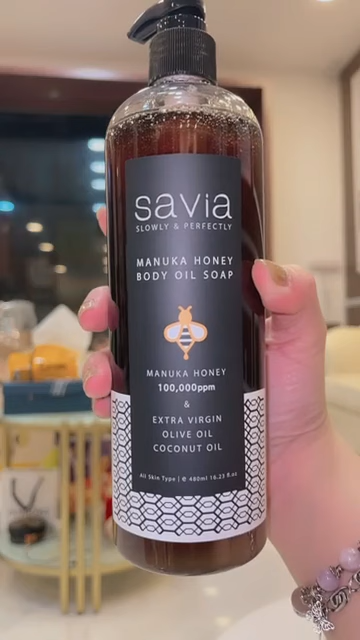 savia
SLOWLY & PERFECTLY
MANUKA HONEY
BODY OIL SOAP
MANUKA HONEY
100,000ppm
&
EXTRA VIRGIN
OLIVE OIL
COCONUT OIL
All Skin Type | ℮ 480ml 16.23 fl.oz